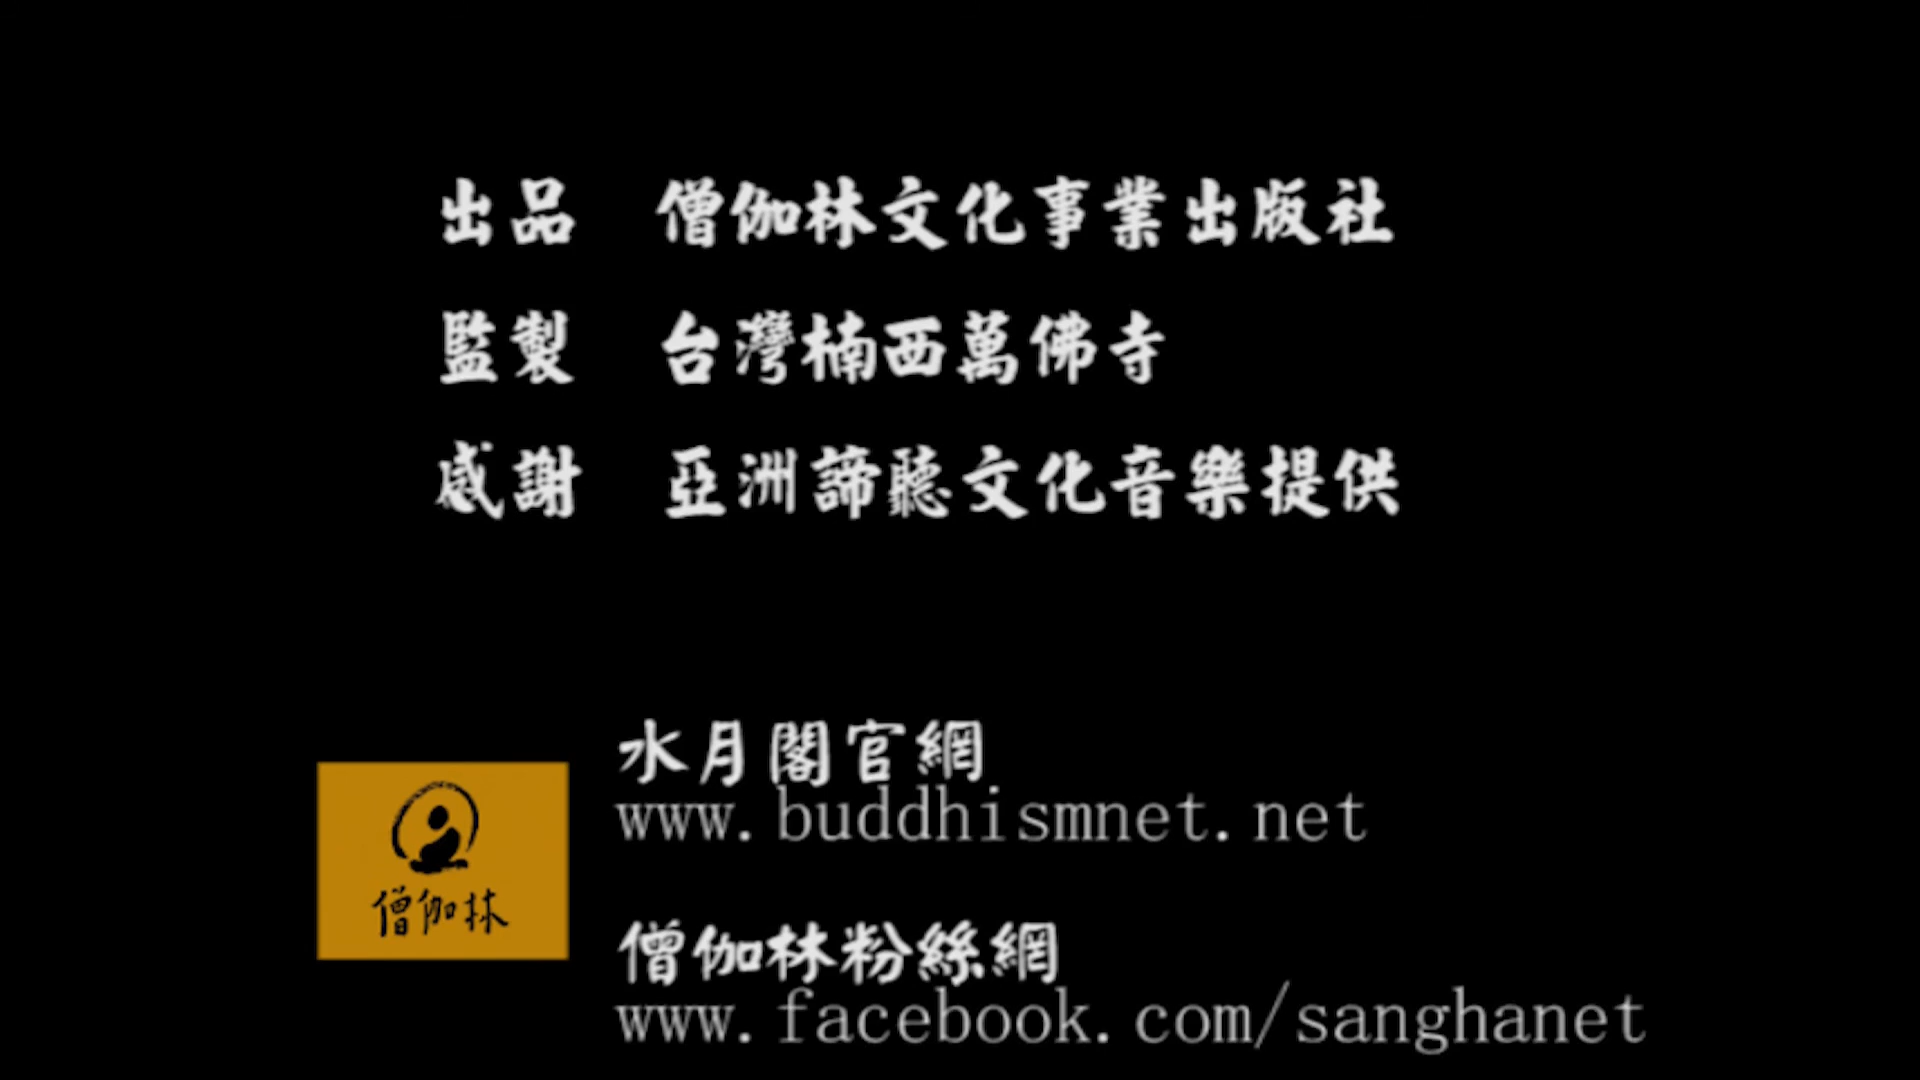 出品 僧伽林文化事業出版社
監製 台灣楠西萬佛寺
感謝 亞洲諦聽文化音樂提供
水月閣官網
www.buddhismnet.net
僧伽林
僧伽林粉絲網
www.facebook.com/sanghanet